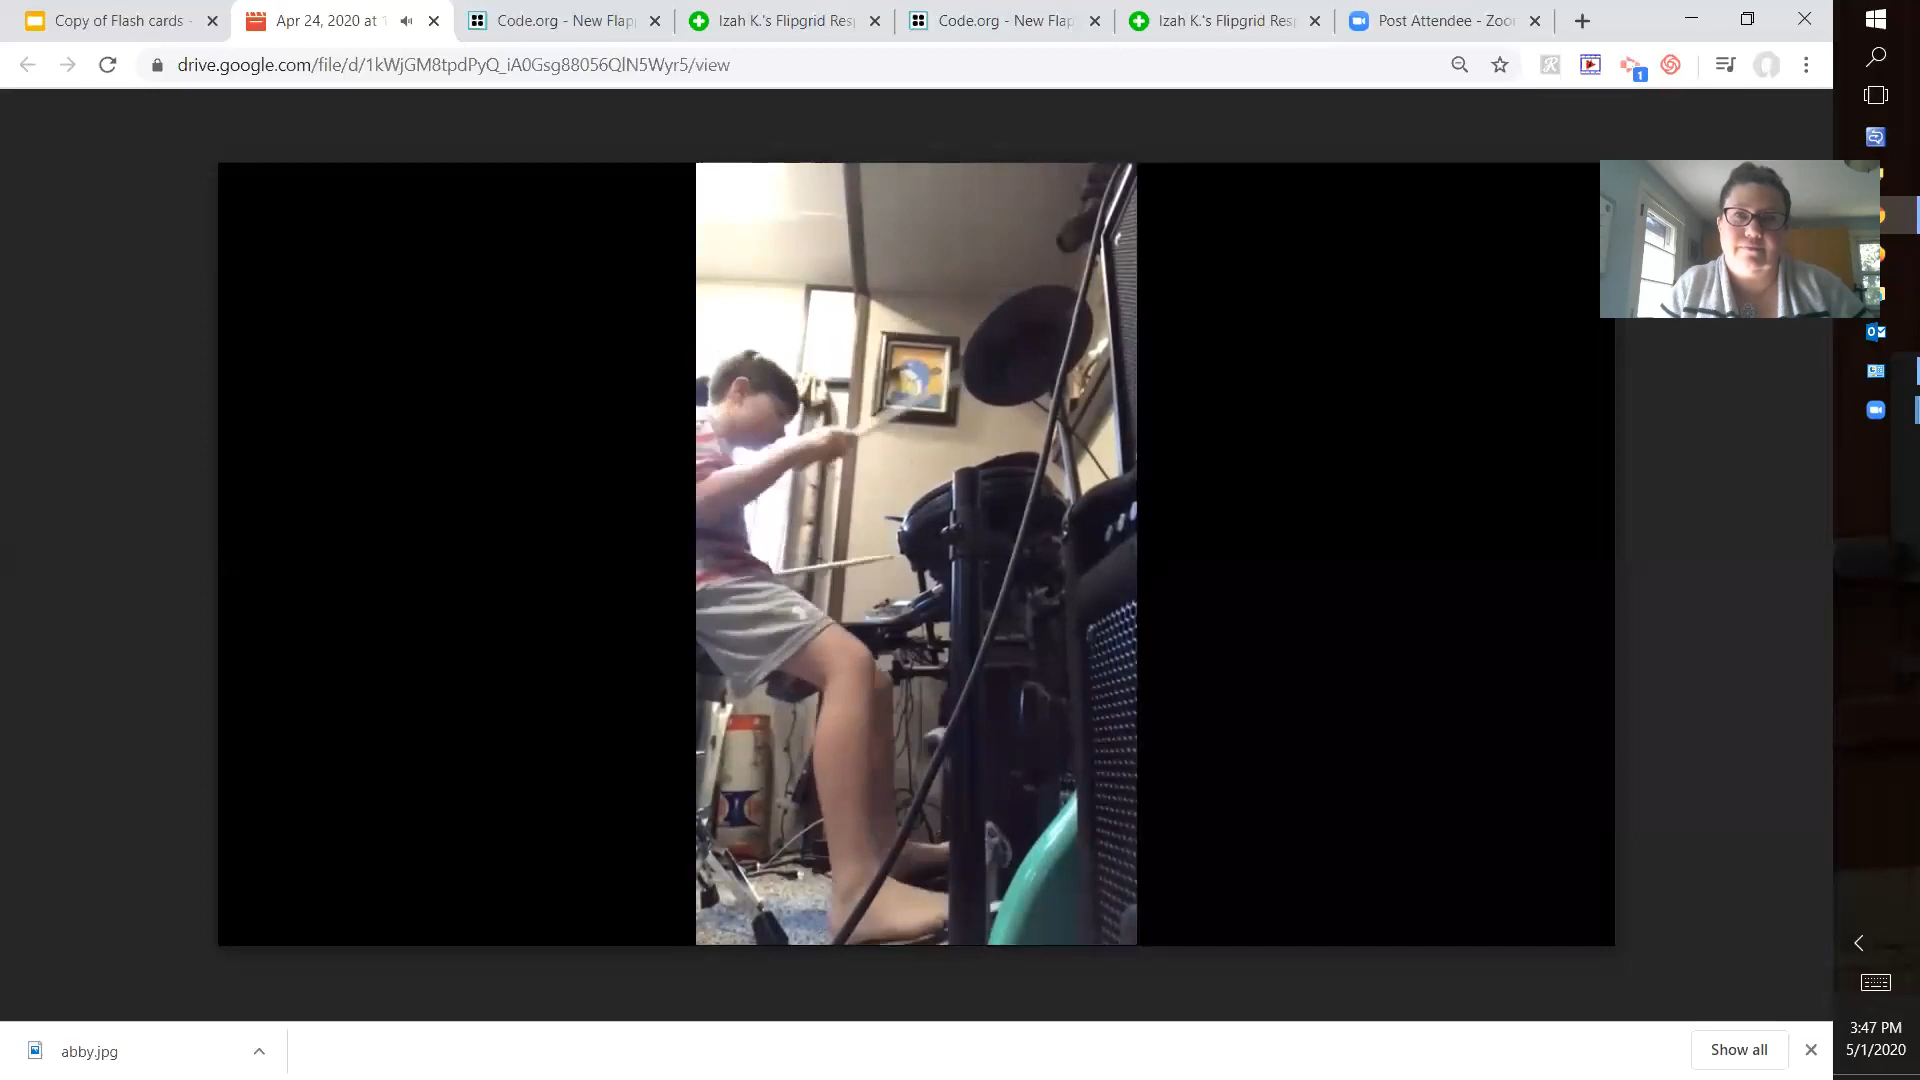 Copy of Flash cards -
Apr 24, 2020 at 1
Code.org - New Flap
Izah K.'s Flipgrid Res
Code.org - New Flap
Izah K.'s Flipgrid Res
Post Attendee - Zoo
drive.google.com/file/d/1kWjGM8tpdPyQ_iA0Gsg88056QlN5Wyr5/view
1
abby.jpg
Show all
3:47 PM
5/1/2020